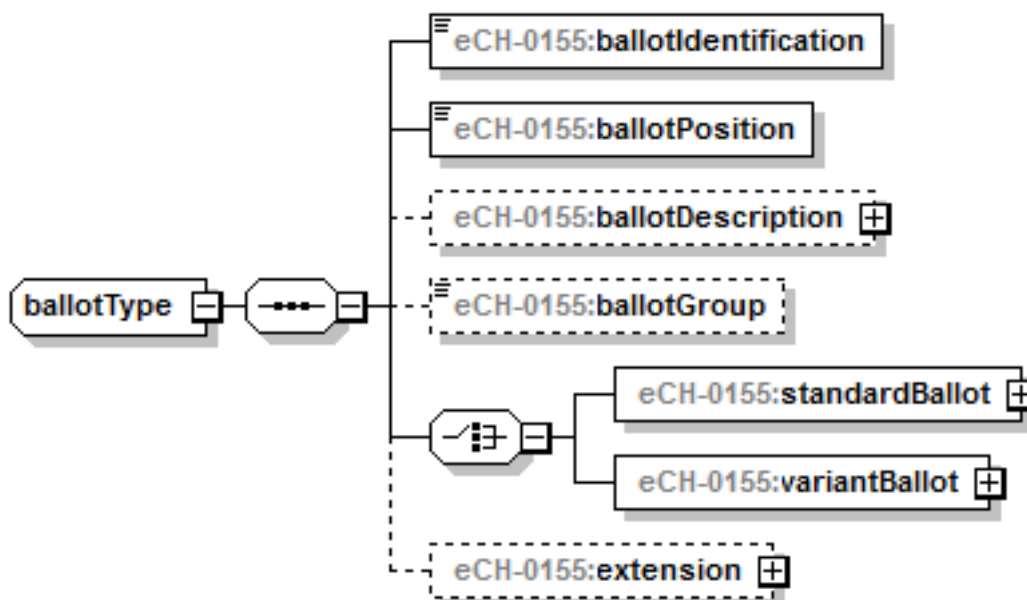 eCH-0155:ballotIdentification
eCH-0155:ballotPosition
eCH-0155:ballotDescription
ballotType
eCH-0155:ballotGroup
eCH-0155:standardBallot
eCH-0155:variantBallot
eCH-0155:extension